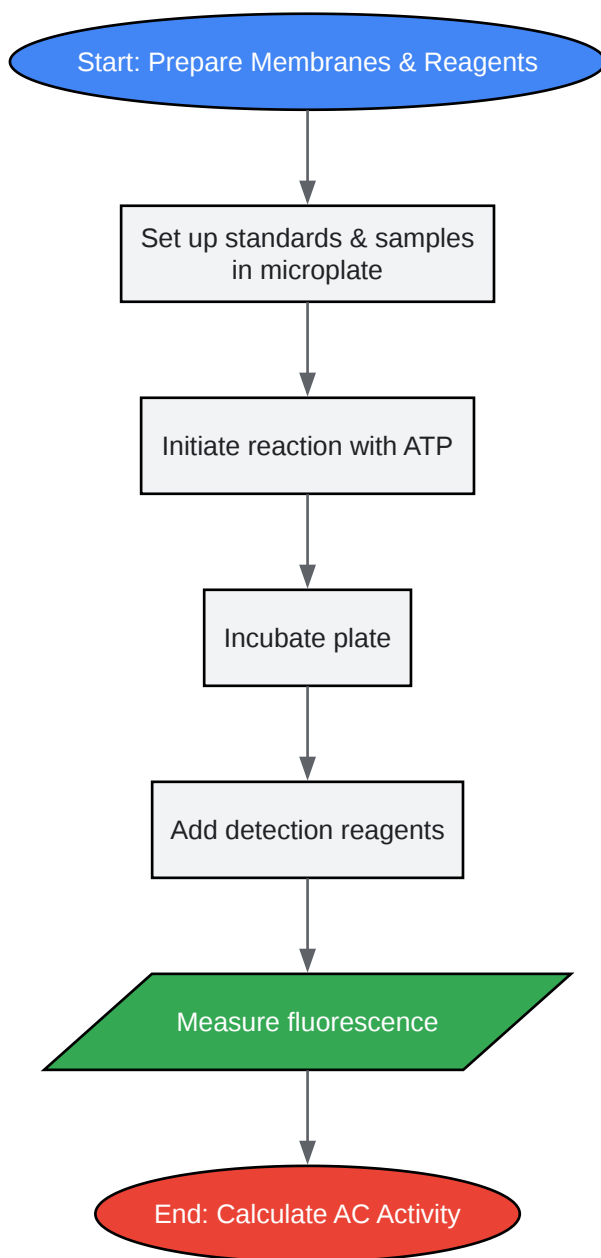 Start: Prepare Membranes & Reagents
Set up standards & samples
in microplate
Initiate reaction with ATP
Incubate plate
Add detection reagents
Measure fluorescence
End: Calculate AC Activity